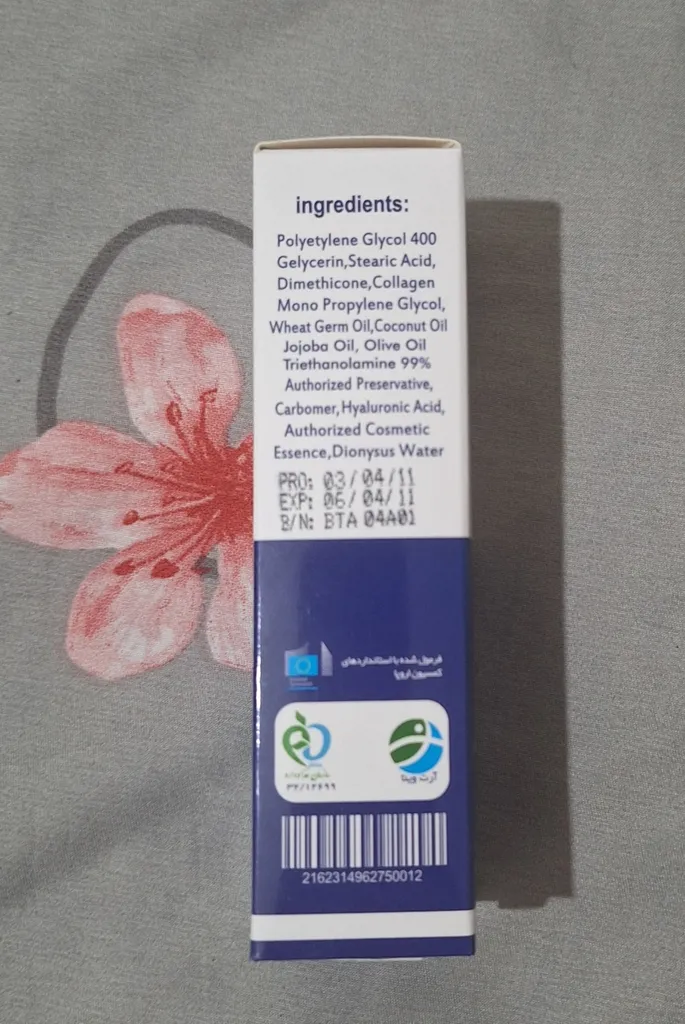 ingredients:
Polyetylene Glycol 400
Gelycerin,Stearic Acid,
Dimethicone,Collagen
Mono Propylene Glycol,
Wheat Germ Oil,Coconut Oil
Jojoba Oil, Olive Oil
Triethanolamine 99%
Authorized Preservative,
Carbomer,Hyaluronic Acid,
Authorized Cosmetic
Essence,Dionysus Water
PRO: 03/04/11
EXP: 06/04/11
B/N: BTA 04A01
فرمول شده با استانداردهای
کمسیون اروپا
آرت ویتا
2162314962750012